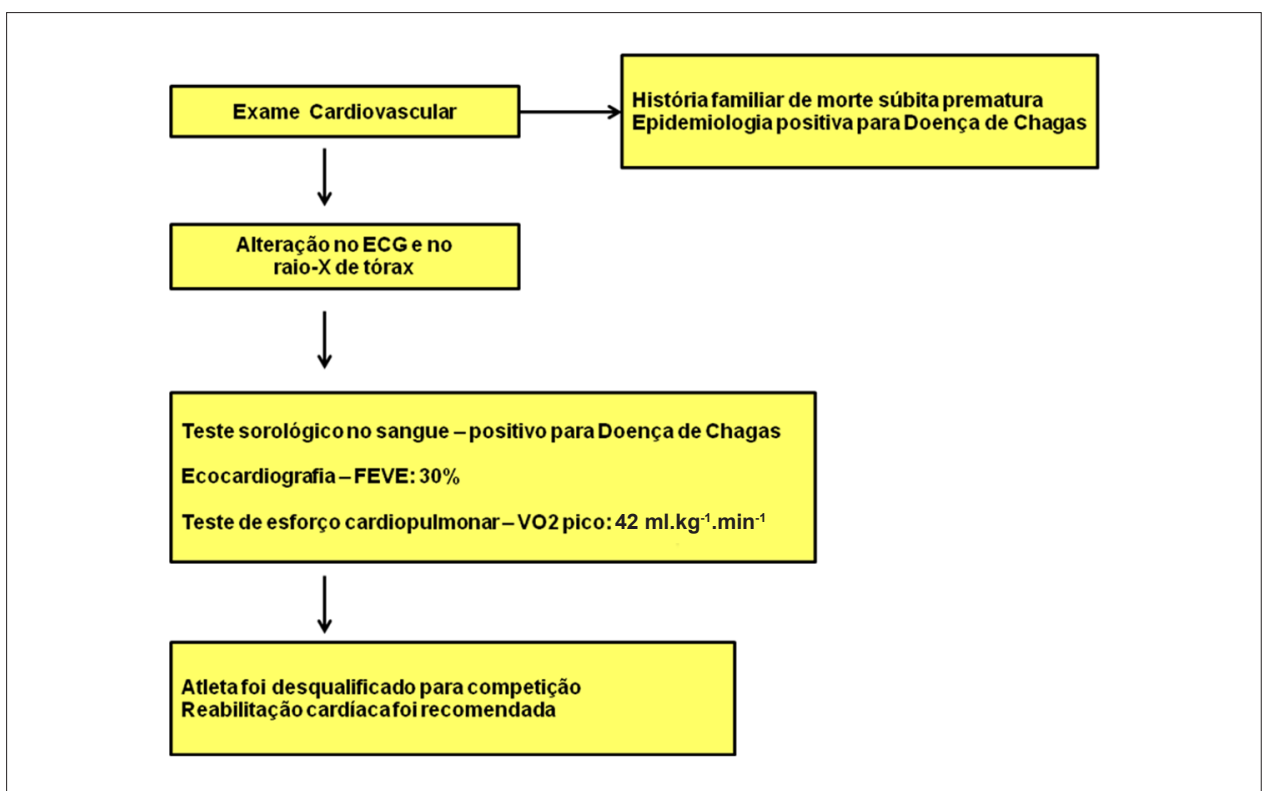 Exame Cardiovascular
História familiar de morte súbita prematura
Epidemiologia positiva para Doença de Chagas
Alteração no ECG e no
raio-X de tórax
Teste sorológico no sangue – positivo para Doença de Chagas
Ecocardiografia – FEVE: 30%
Teste de esforço cardiopulmonar – VO2 pico: 42 ml.kg⁻¹.min⁻¹
Atleta foi desqualificado para competição
Reabilitação cardíaca foi recomendada